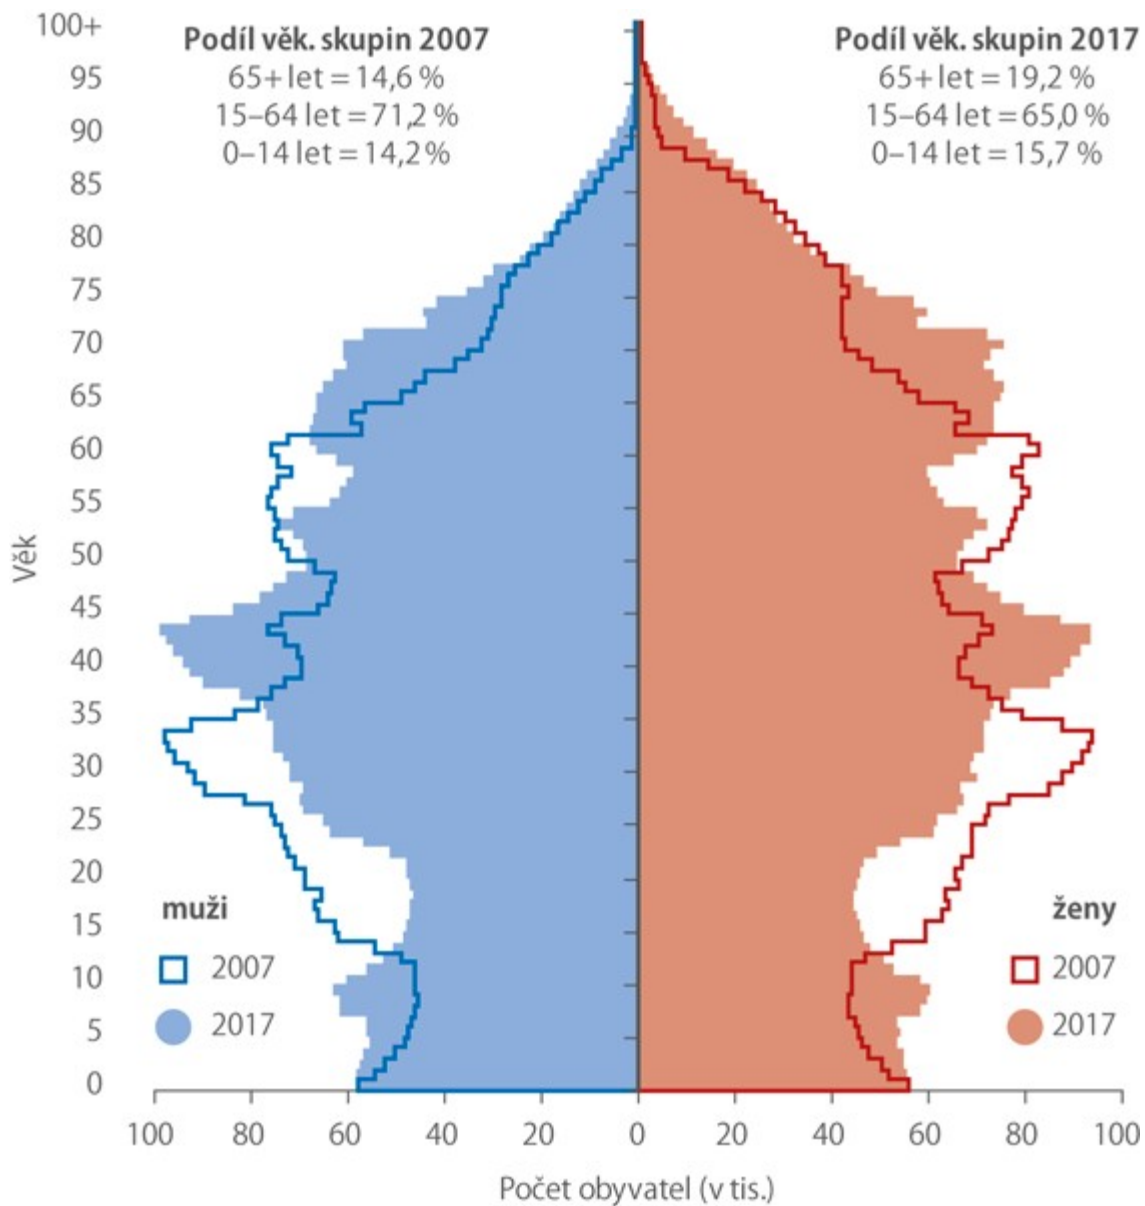 Podíl věk. skupin 2007
65+ let = 14,6 %
15–64 let = 71,2 %
0–14 let = 14,2 %
Podíl věk. skupin 2017
65+ let = 19,2 %
15–64 let = 65,0 %
0–14 let = 15,7 %
Věk
100+
95
90
85
80
75
70
65
60
55
50
45
40
35
30
25
20
15
10
5
0
muži
2007
2017
ženy
2007
2017
100 80 60 40 20 0 20 40 60 80 100
Počet obyvatel (v tis.)